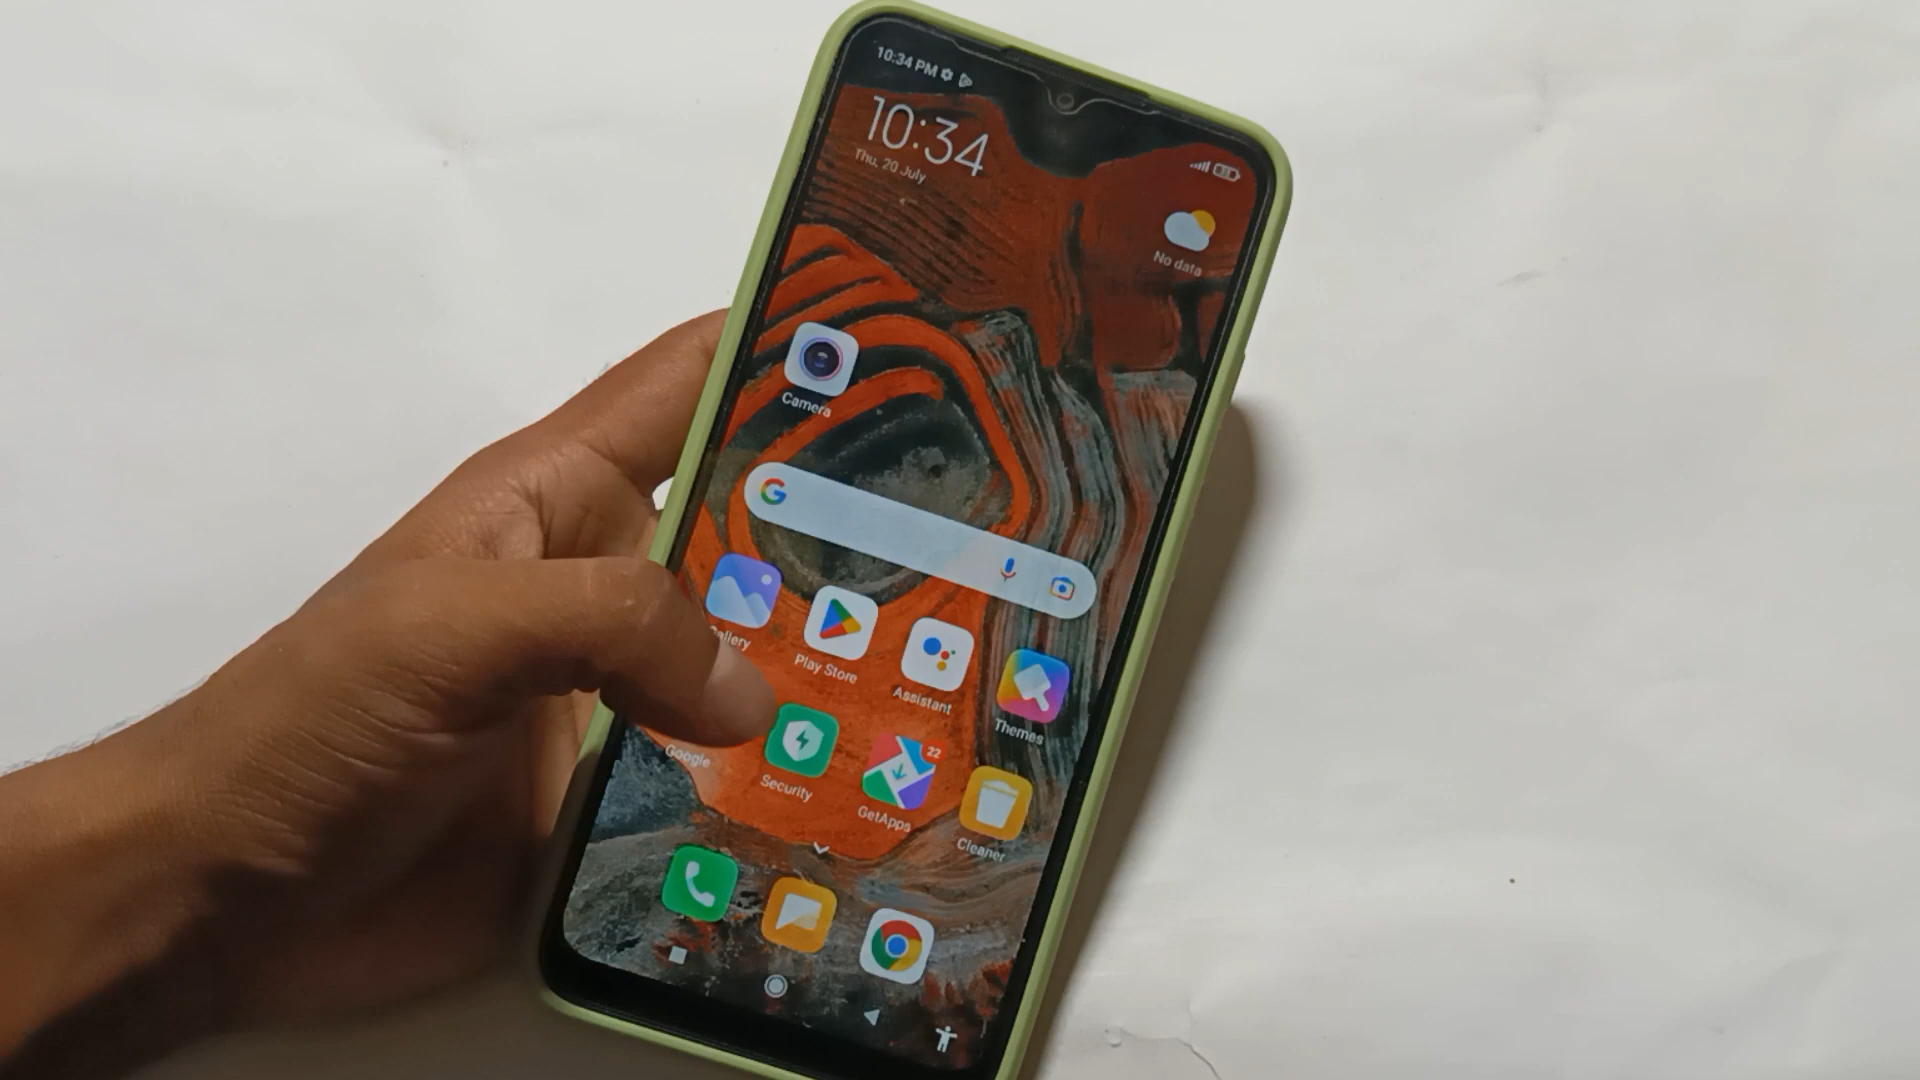 10:34 PM
10:34
Thu, 20 July
No data
Camera
Gallery
Play Store
Assistant
Themes
Google
Security
22
GetApps
Cleaner